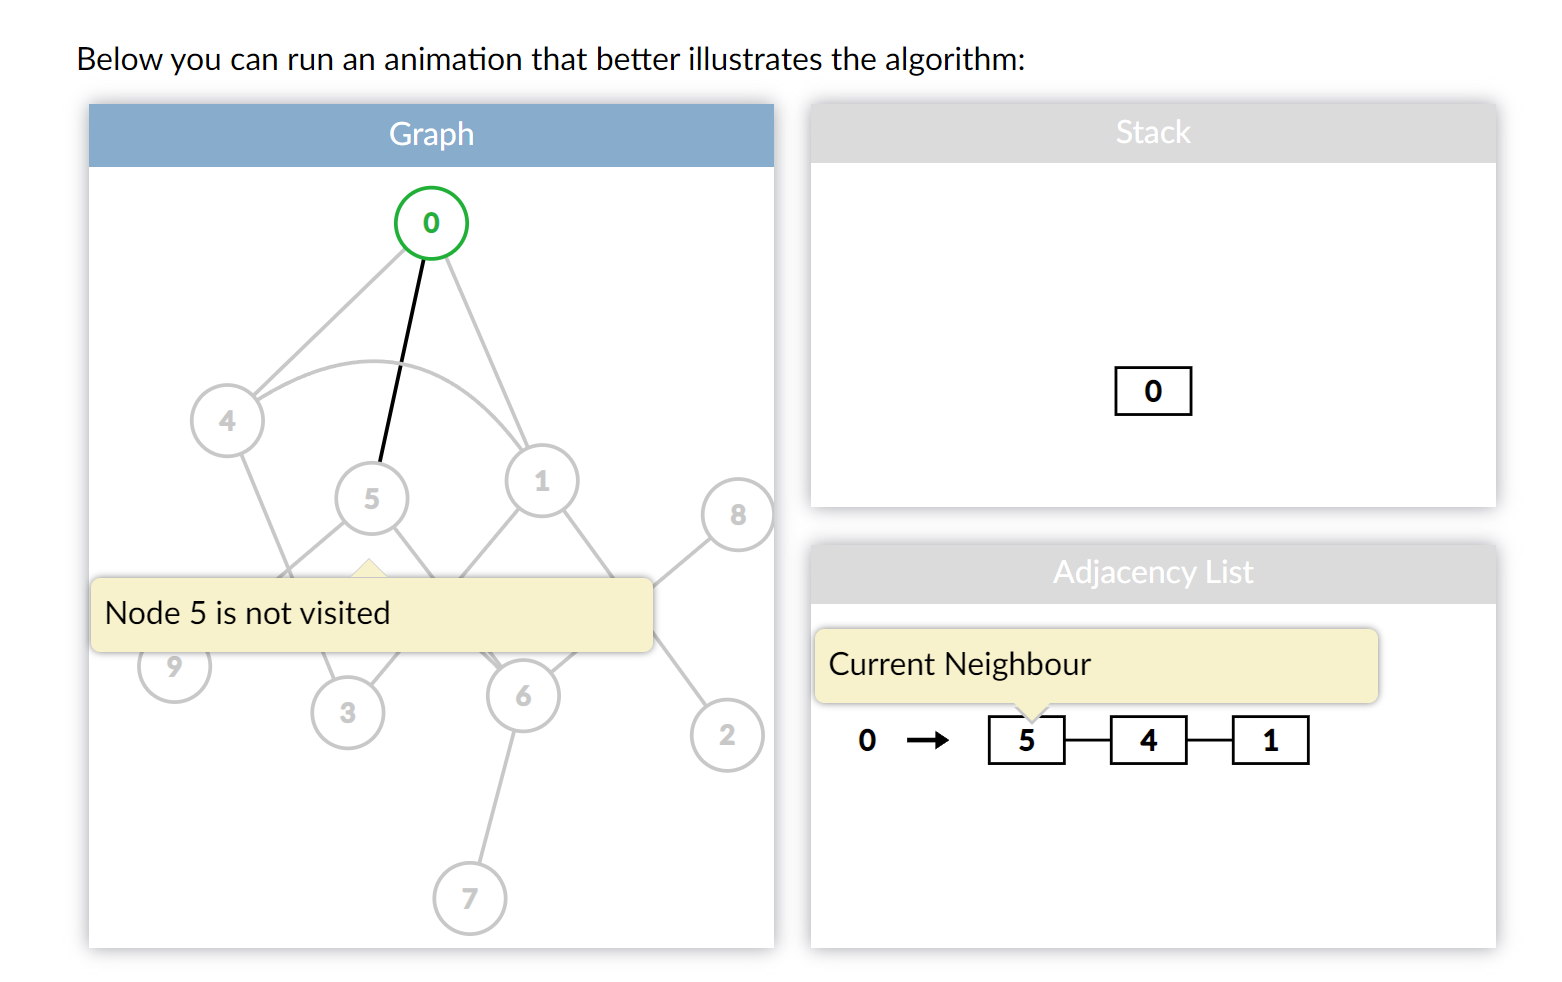 Below you can run an animation that better illustrates the algorithm:
Graph
0
4
5
1
8
Node 5 is not visited
9
3
6
2
7
Stack
0
Adjacency List
Current Neighbour
0 → 5 4 1